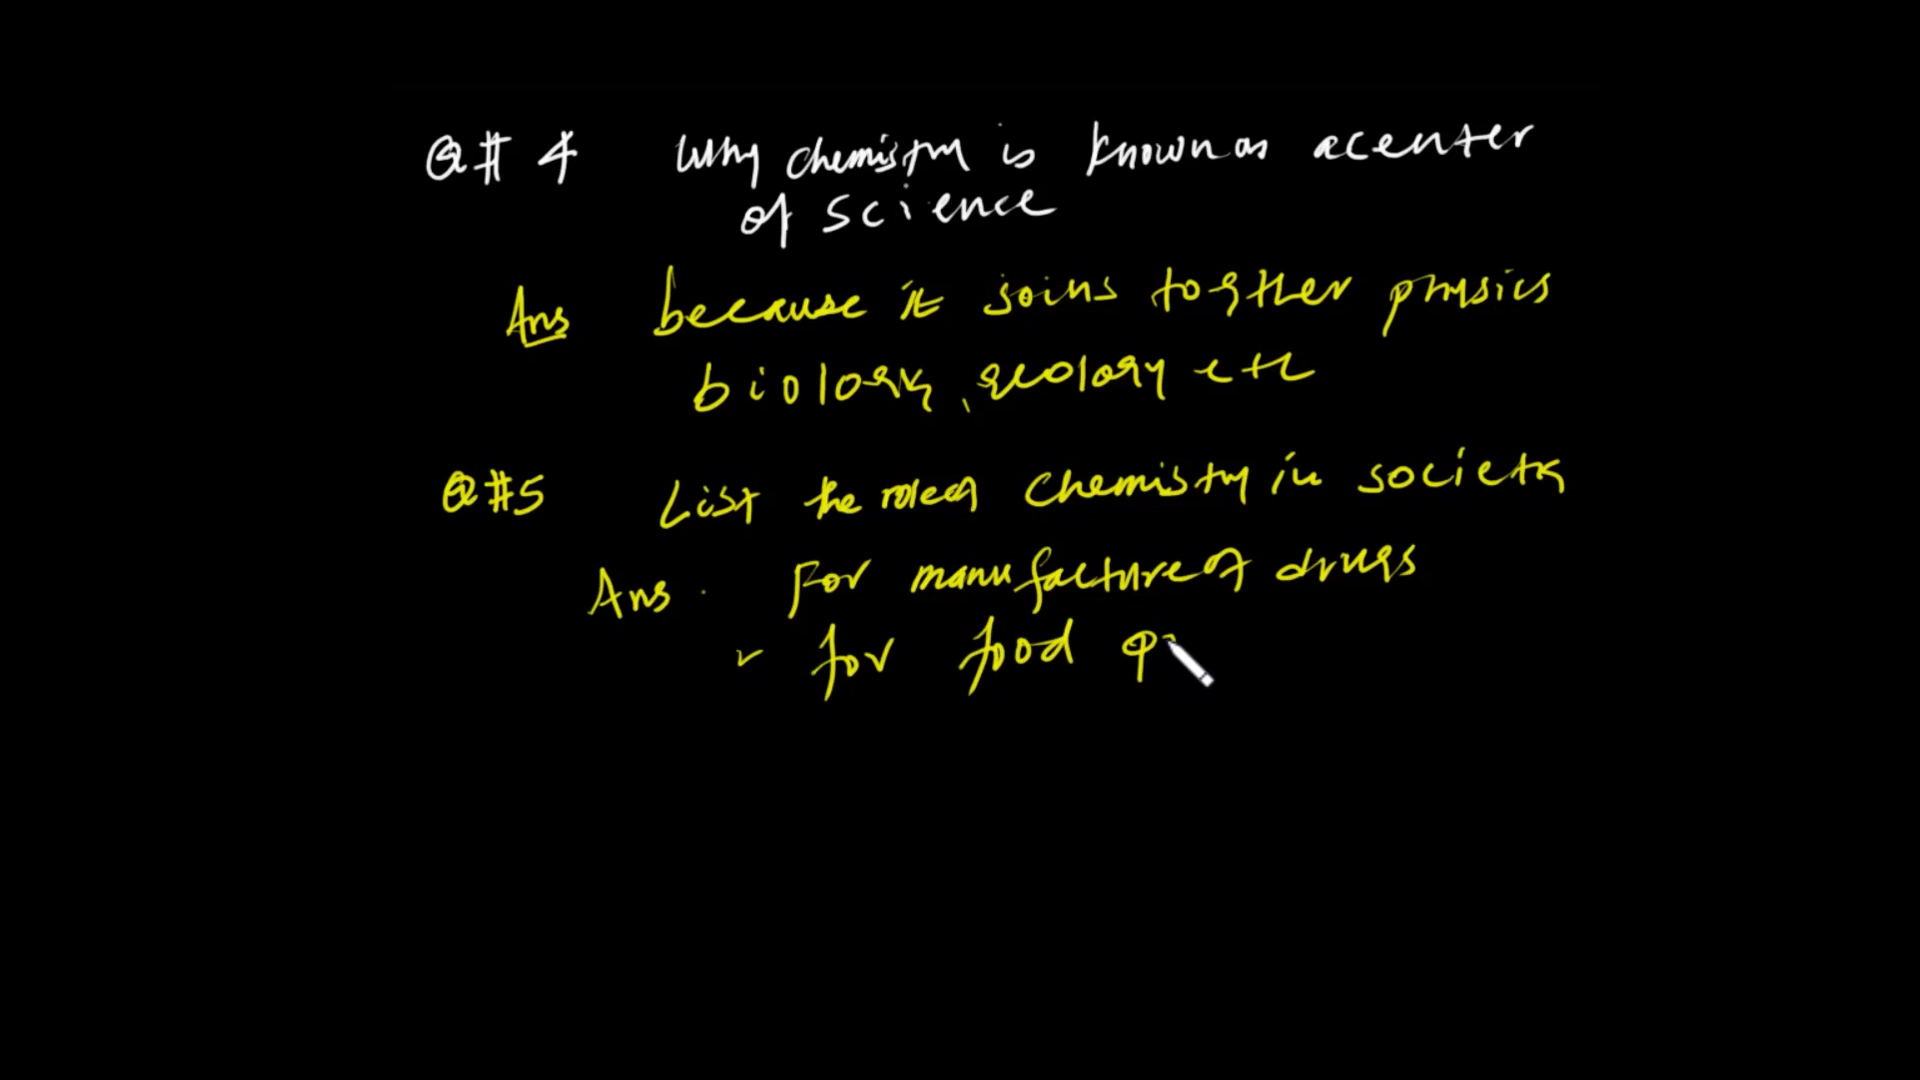 Q# 4 Why chemistry is known as a center
of science
Ans because it joins togther physics
biology, geology etc
Q#5 List the role of chemistry in society
Ans . For manufacture of drugs
for food